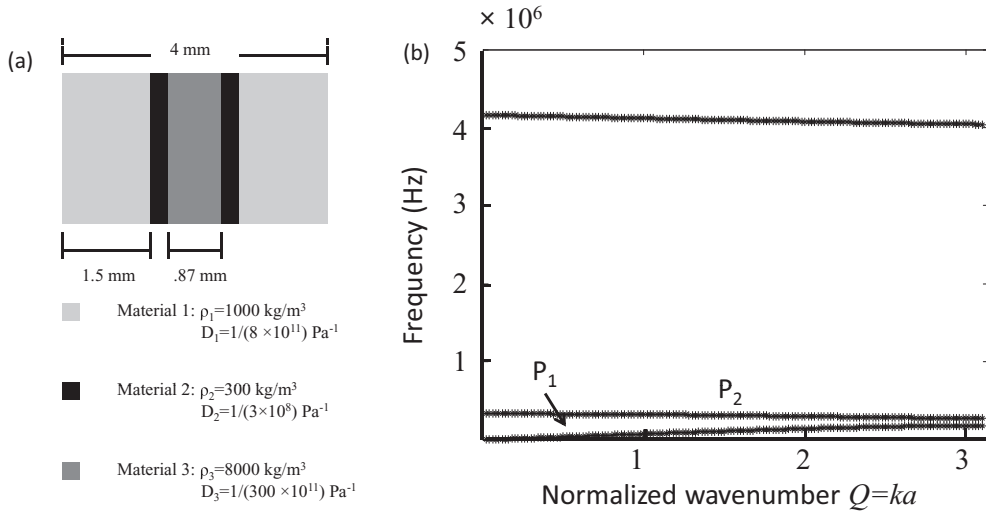 (a)
4 mm
1.5 mm
.87 mm
Material 1: ρ₁=1000 kg/m³
D₁=1/(8 ×10¹¹) Pa⁻¹
Material 2: ρ₂=300 kg/m³
D₂=1/(3×10⁸) Pa⁻¹
Material 3: ρ₃=8000 kg/m³
D₃=1/(300 ×10¹¹) Pa⁻¹
(b)
× 10⁶
5
4
3
2
1
Frequency (Hz)
P₁
P₂
1
2
3
Normalized wavenumber Q=ka